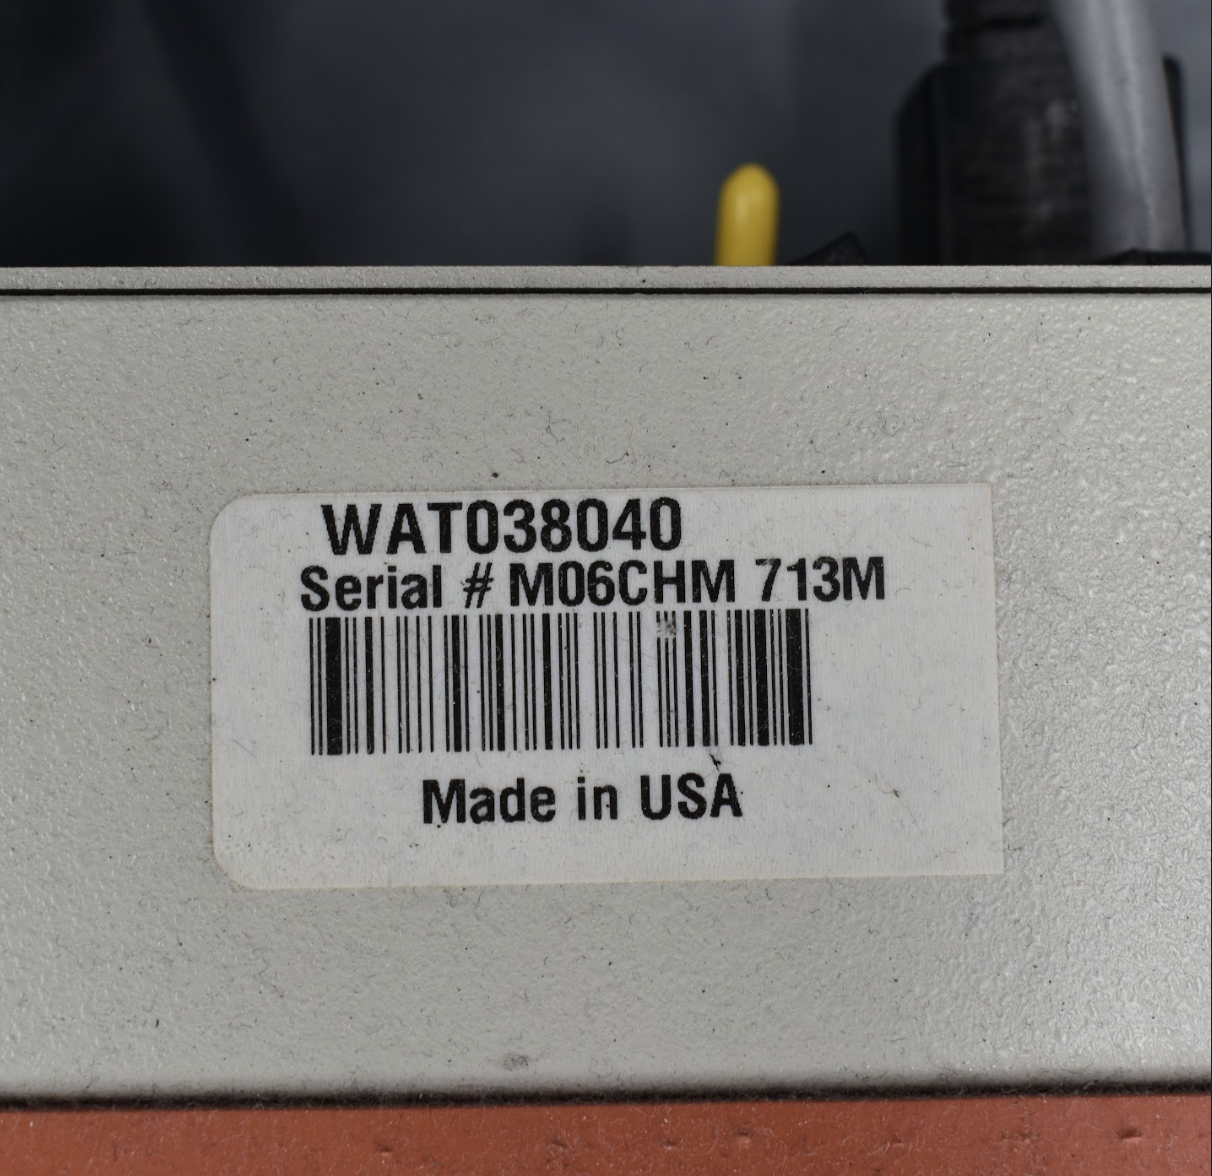 WAT038040
Serial # M06CHM 713M
Made in USA